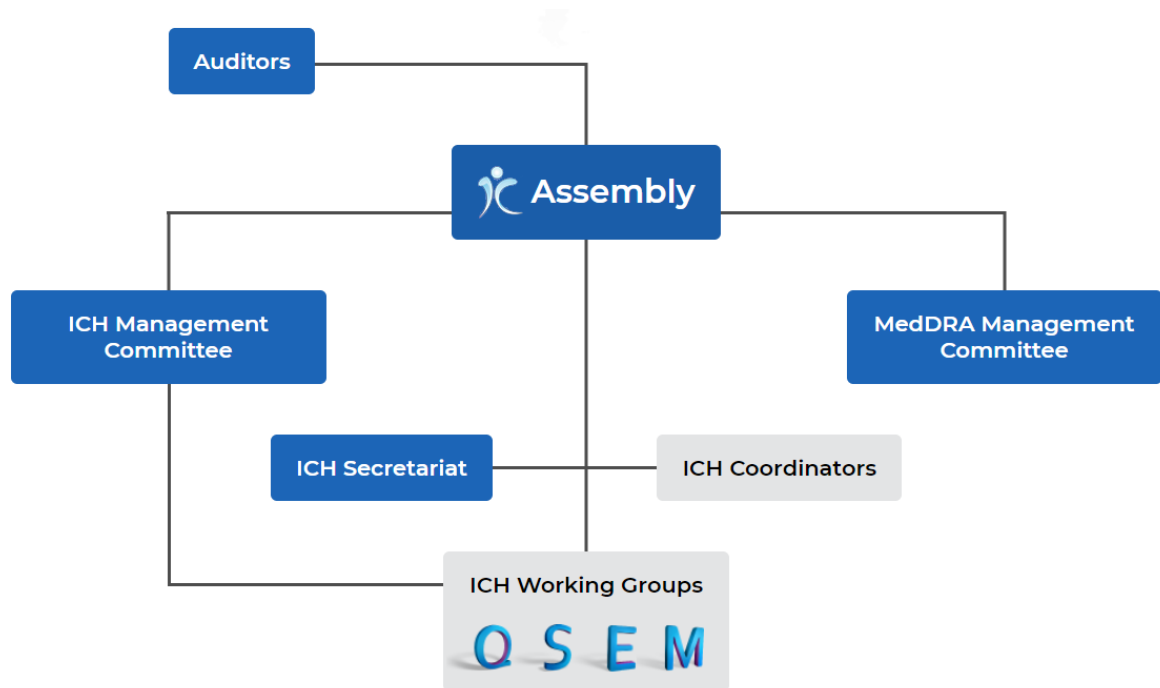 Auditors
Assembly
ICH Management
Committee
MedDRA Management
Committee
ICH Secretariat
ICH Coordinators
ICH Working Groups
Q S E M